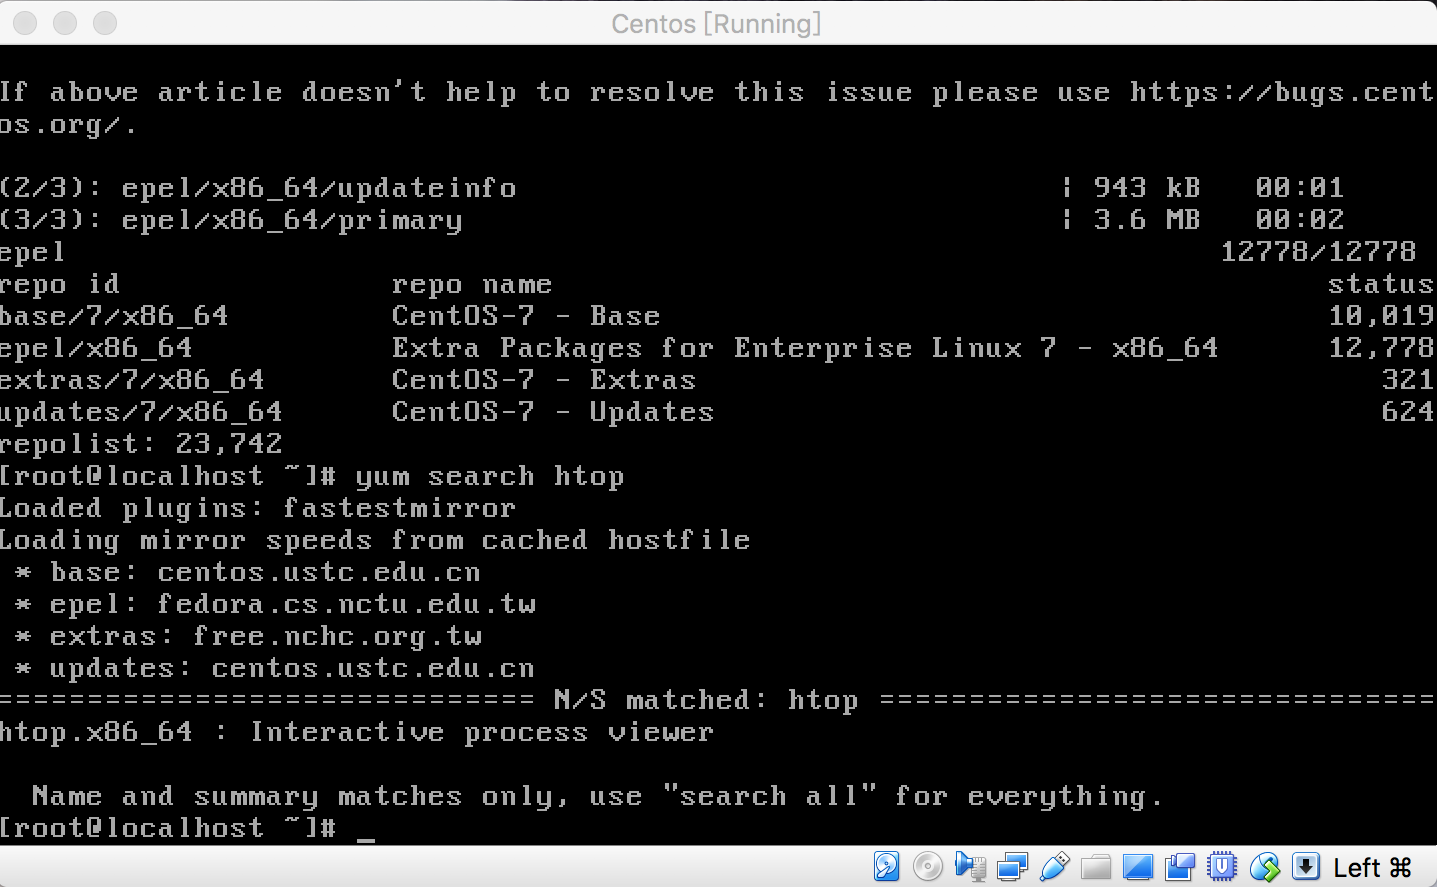 Centos [Running]
If above article doesn't help to resolve this issue please use https://bugs.cent
os.org/.
(2/3): epel/x86_64/updateinfo | 943 kB 00:01
(3/3): epel/x86_64/primary | 3.6 MB 00:02
epel 12778/12778
repo id repo name status
base/7/x86_64 CentOS-7 - Base 10,019
epel/x86_64 Extra Packages for Enterprise Linux 7 - x86_64 12,778
extras/7/x86_64 CentOS-7 - Extras 321
updates/7/x86_64 CentOS-7 - Updates 624
repolist: 23,742
[root@localhost ~]# yum search htop
Loaded plugins: fastestmirror
Loading mirror speeds from cached hostfile
* base: centos.ustc.edu.cn
* epel: fedora.cs.nctu.edu.tw
* extras: free.nchc.org.tw
* updates: centos.ustc.edu.cn
============================== N/S matched: htop ===============================
htop.x86_64 : Interactive process viewer
Name and summary matches only, use "search all" for everything.
[root@localhost ~]# _
Left ⌘